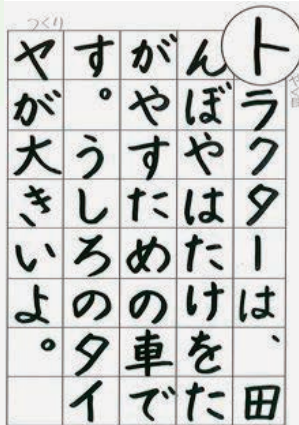 トラクターは、田
んぼやはたけをた
がやすための車で
す。うしろのタイ
ヤが大きいよ。
つくり